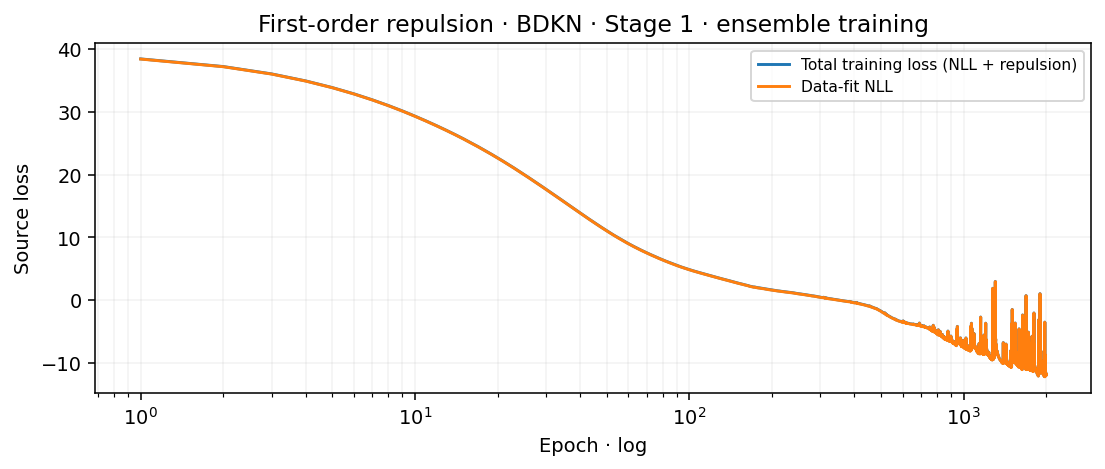 First-order repulsion · BDKN · Stage 1 · ensemble training
Total training loss (NLL + repulsion)
Data-fit NLL
Source loss
40
30
20
10
0
−10
10⁰
10¹
10²
10³
Epoch · log